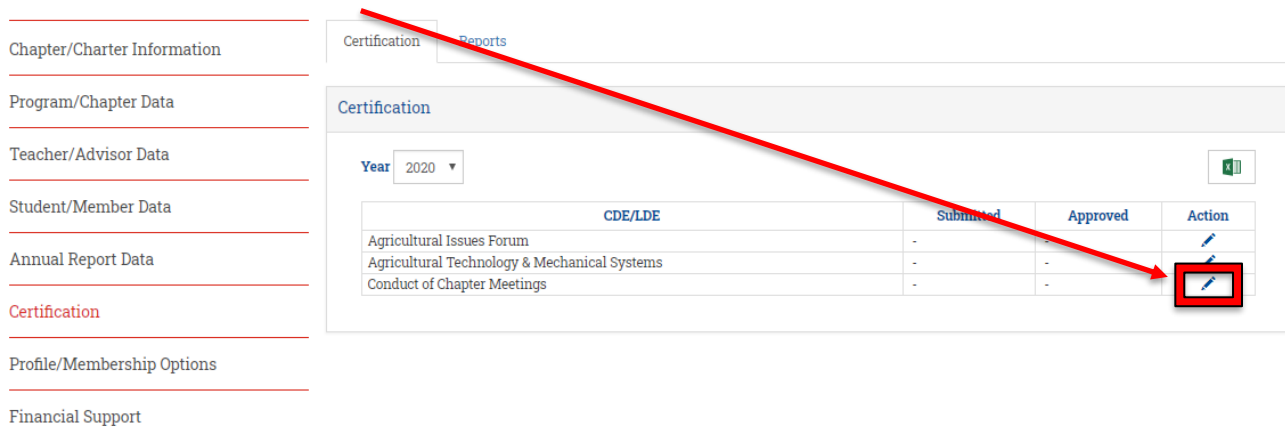 Chapter/Charter Information
Program/Chapter Data
Teacher/Advisor Data
Student/Member Data
Annual Report Data
Certification
Profile/Membership Options
Financial Support
Certification Reports
Certification
Year 2020
CDE/LDE Submitted Approved Action
Agricultural Issues Forum - -
Agricultural Technology & Mechanical Systems - -
Conduct of Chapter Meetings - -